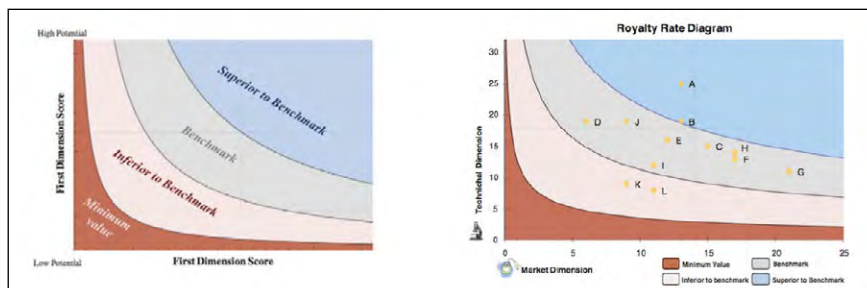 High Potential
First Dimension Score
Superior to Benchmark
Benchmark
Inferior to Benchmark
Minimum
value
Low Potential
First Dimension Score
Royalty Rate Diagram
Technichal Dimension
30
25
20
15
10
5
0
0
5
10
15
20
25
A
B
D
J
E
C
H
F
I
G
K
L
Market Dimension
Minimum Value
Benchmark
Inferior to benchmark
Superior to Benchmark